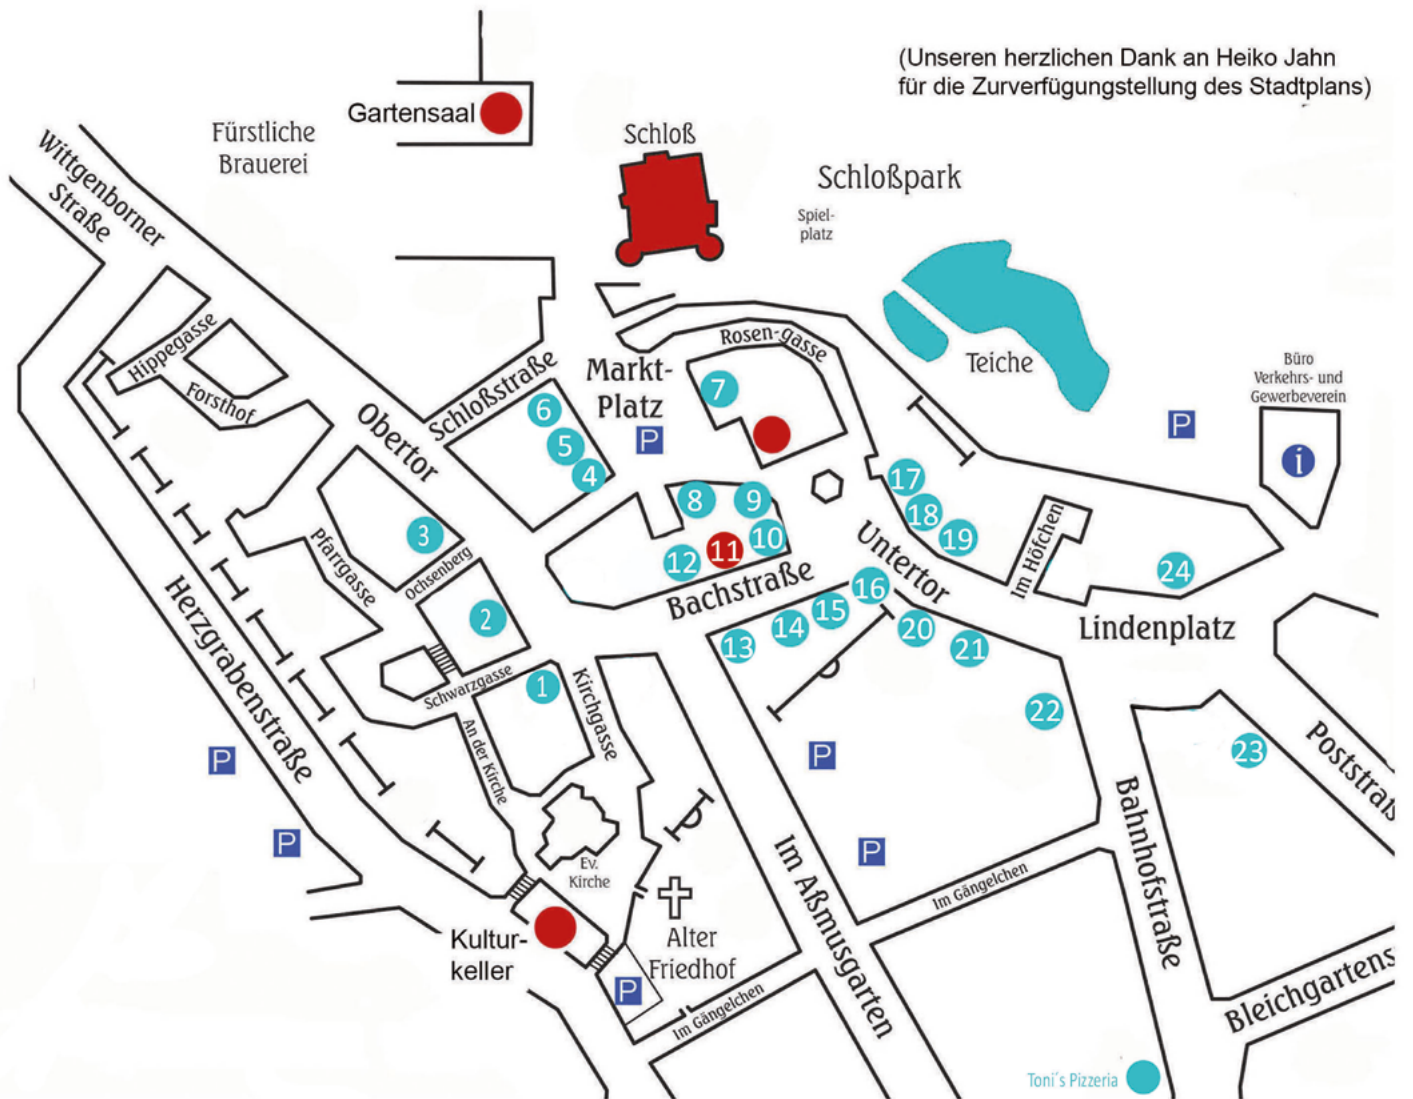 (Unseren herzlichen Dank an Heiko Jahn
für die Zurverfügungstellung des Stadtplans)
Gartensaal
Fürstliche
Brauerei
Schloß
Schloßpark
Spiel-
platz
Wittgenborner
Straße
Teiche
Rosen-gasse
Markt-
Platz
P
Schloßstraße
Hippegasse
Forsthof
Obertor
Büro
Verkehrs- und
Gewerbeverein
i
P
7
6
5
4
3
8
9
10
11
12
17
18
19
Untertor
Im Höfchen
24
Lindenplatz
Pfarrgasse
Ochsenberg
2
Bachstraße
16
15
14
13
20
21
22
23
Herzgrabenstraße
Schwarzgasse
1
Kirchgasse
An der Kirche
P
P
P
P
Poststraß
Bahnhofstraße
Im Aßmusgarten
Im Gängelchen
Ev.
Kirche
Kultur-
keller
Alter
Friedhof
P
Im Gängelchen
Bleichgartens
Toni´s Pizzeria